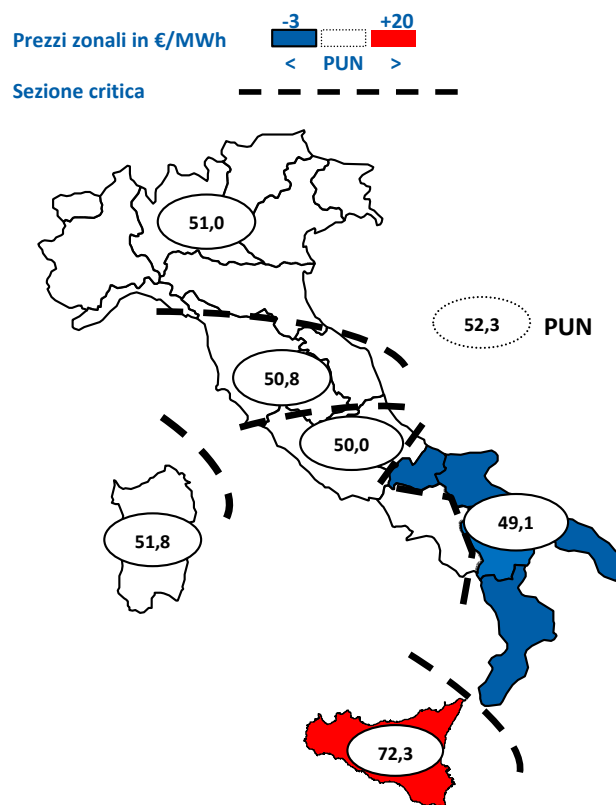 -3 +20
Prezzi zonali in €/MWh
< PUN >
Sezione critica
51,0
52,3 PUN
50,8
50,0
49,1
51,8
72,3